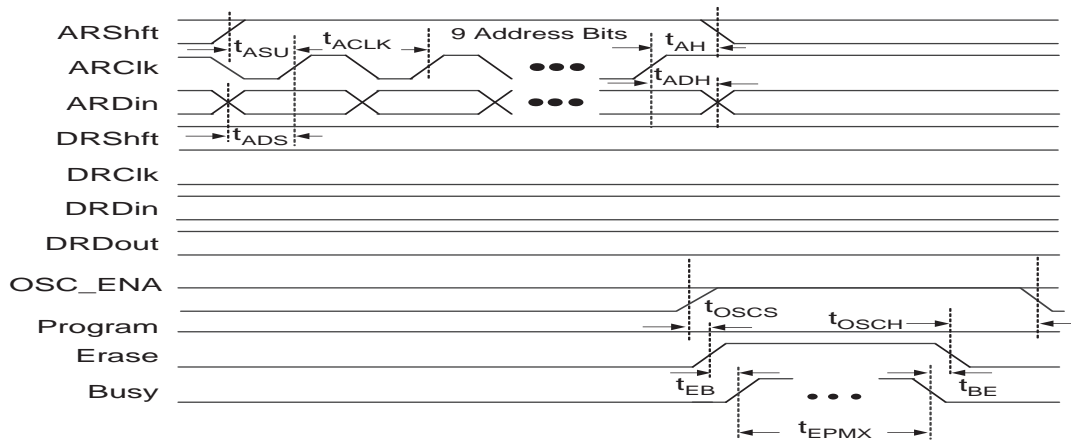 ARShft
tASU
tACLK
9 Address Bits
tAH
ARClk
tADH
ARDin
tADS
DRShft
DRClk
DRDin
DRDout
OSC_ENA
tOSCS
tOSCH
Program
Erase
tEB
tBE
Busy
tEPMX